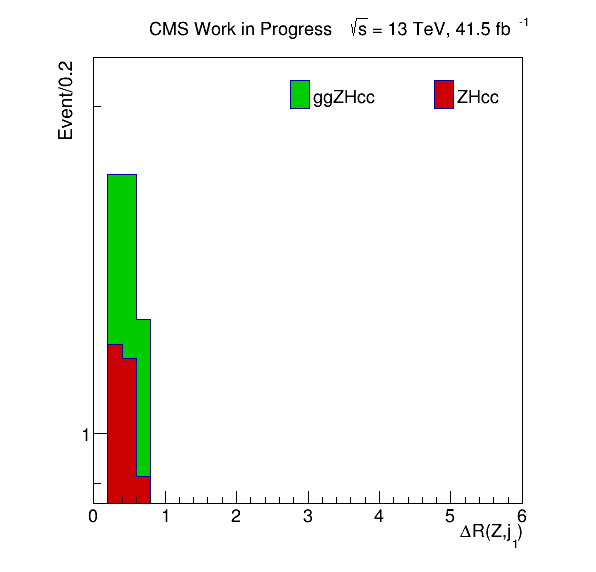 CMS Work in Progress √s = 13 TeV, 41.5 fb⁻¹
Event/0.2
ggZHcc ZHcc
1
0 1 2 3 4 5 6
ΔR(Z,j₁)